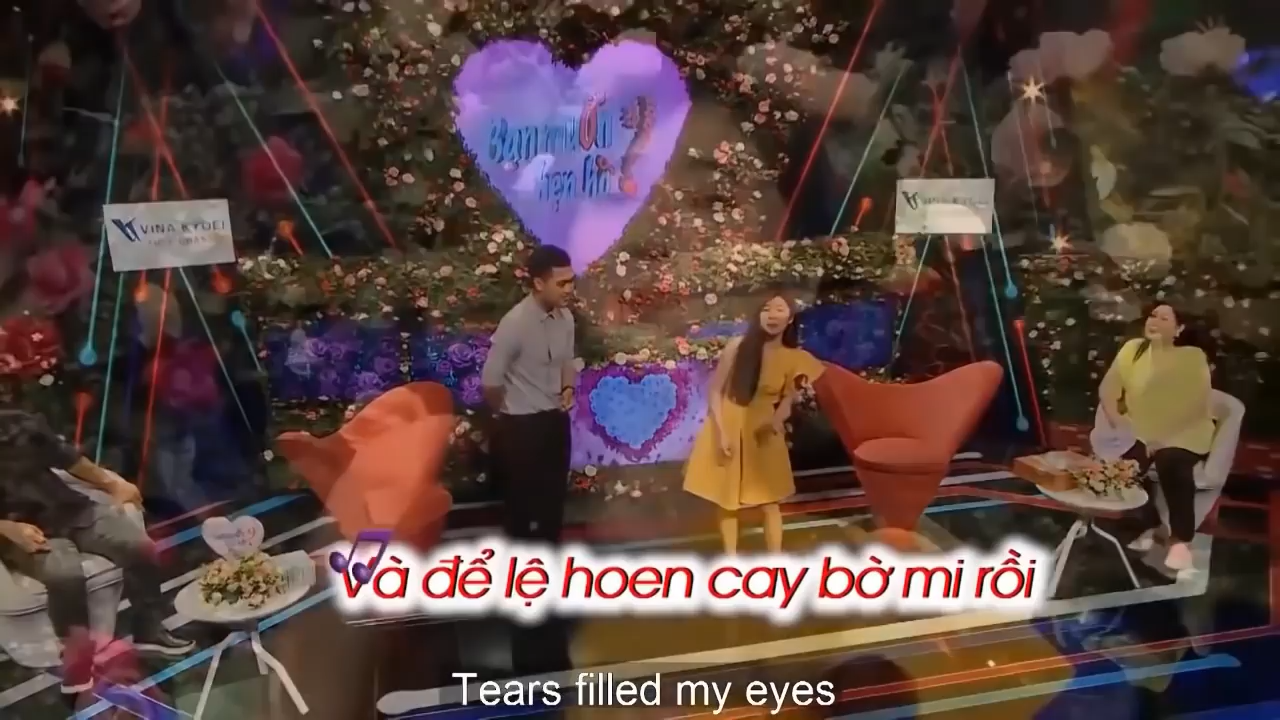 Bạn muốn
hẹn hò?
VINA KYOEI
Và để lệ hoen cay bờ mi rồi
Tears filled my eyes